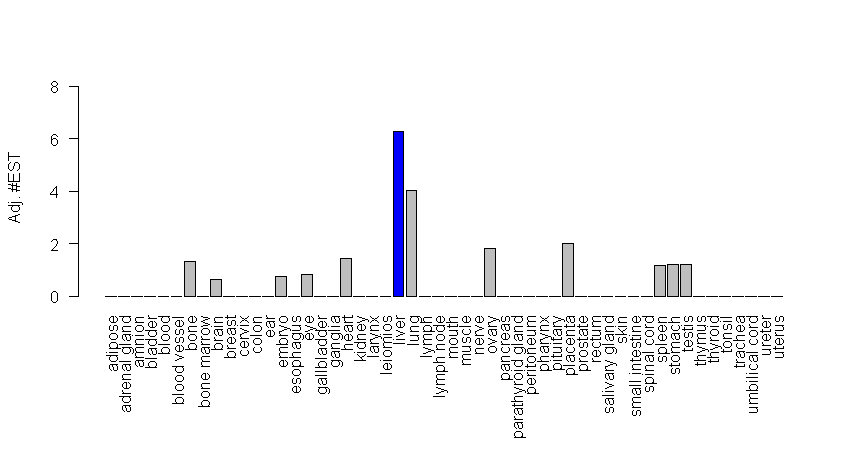 Adj. #EST
8
6
4
2
0
adipose
adrenal gland
amnion
bladder
blood
blood vessel
bone
bone marrow
brain
breast
cervix
colon
ear
embryo
esophagus
eye
gallbladder
ganglia
heart
kidney
larynx
leiomios
liver
lung
lymph
lymph node
mouth
muscle
nerve
ovary
pancreas
parathyroid gland
peritoneum
pharynx
pituitary
placenta
prostate
rectum
salivary gland
skin
small intestine
spinal cord
spleen
stomach
testis
thymus
thyroid
tonsil
trachea
umbilical cord
ureter
uterus